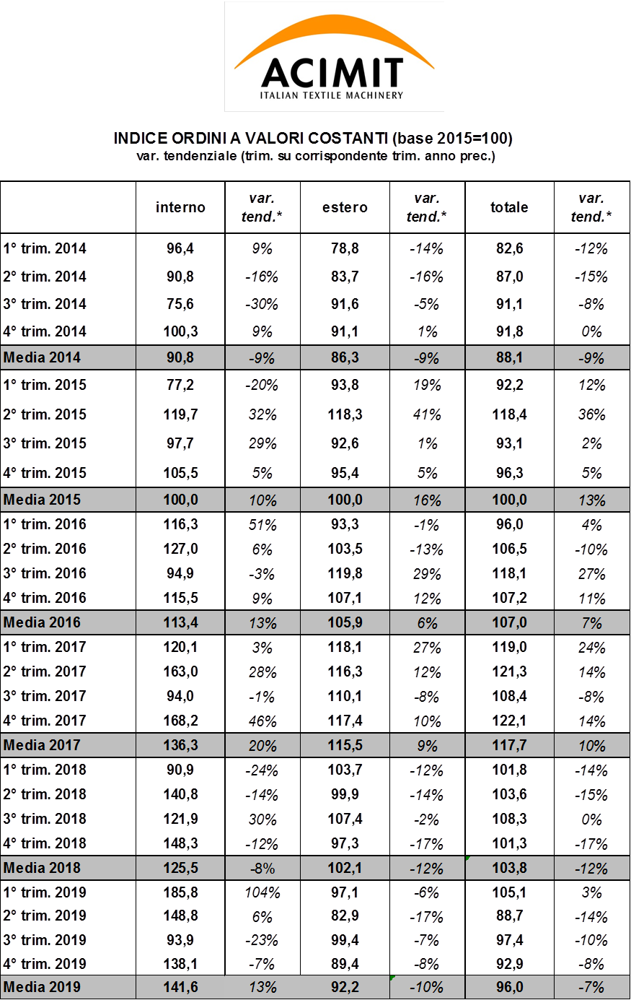 ACIMIT
ITALIAN TEXTILE MACHINERY
INDICE ORDINI A VALORI COSTANTI (base 2015=100)
var. tendenziale (trim. su corrispondente trim. anno prec.)
interno var. tend.* estero var. tend.* totale var. tend.*
1° trim. 2014 96,4 9% 78,8 -14% 82,6 -12%
2° trim. 2014 90,8 -16% 83,7 -16% 87,0 -15%
3° trim. 2014 75,6 -30% 91,6 -5% 91,1 -8%
4° trim. 2014 100,3 9% 91,1 1% 91,8 0%
Media 2014 90,8 -9% 86,3 -9% 88,1 -9%
1° trim. 2015 77,2 -20% 93,8 19% 92,2 12%
2° trim. 2015 119,7 32% 118,3 41% 118,4 36%
3° trim. 2015 97,7 29% 92,6 1% 93,1 2%
4° trim. 2015 105,5 5% 95,4 5% 96,3 5%
Media 2015 100,0 10% 100,0 16% 100,0 13%
1° trim. 2016 116,3 51% 93,3 -1% 96,0 4%
2° trim. 2016 127,0 6% 103,5 -13% 106,5 -10%
3° trim. 2016 94,9 -3% 119,8 29% 118,1 27%
4° trim. 2016 115,5 9% 107,1 12% 107,2 11%
Media 2016 113,4 13% 105,9 6% 107,0 7%
1° trim. 2017 120,1 3% 118,1 27% 119,0 24%
2° trim. 2017 163,0 28% 116,3 12% 121,3 14%
3° trim. 2017 94,0 -1% 110,1 -8% 108,4 -8%
4° trim. 2017 168,2 46% 117,4 10% 122,1 14%
Media 2017 136,3 20% 115,5 9% 117,7 10%
1° trim. 2018 90,9 -24% 103,7 -12% 101,8 -14%
2° trim. 2018 140,8 -14% 99,9 -14% 103,6 -15%
3° trim. 2018 121,9 30% 107,4 -2% 108,3 0%
4° trim. 2018 148,3 -12% 97,3 -17% 101,3 -17%
Media 2018 125,5 -8% 102,1 -12% 103,8 -12%
1° trim. 2019 185,8 104% 97,1 -6% 105,1 3%
2° trim. 2019 148,8 6% 82,9 -17% 88,7 -14%
3° trim. 2019 93,9 -23% 99,4 -7% 97,4 -10%
4° trim. 2019 138,1 -7% 89,4 -8% 92,9 -8%
Media 2019 141,6 13% 92,2 -10% 96,0 -7%